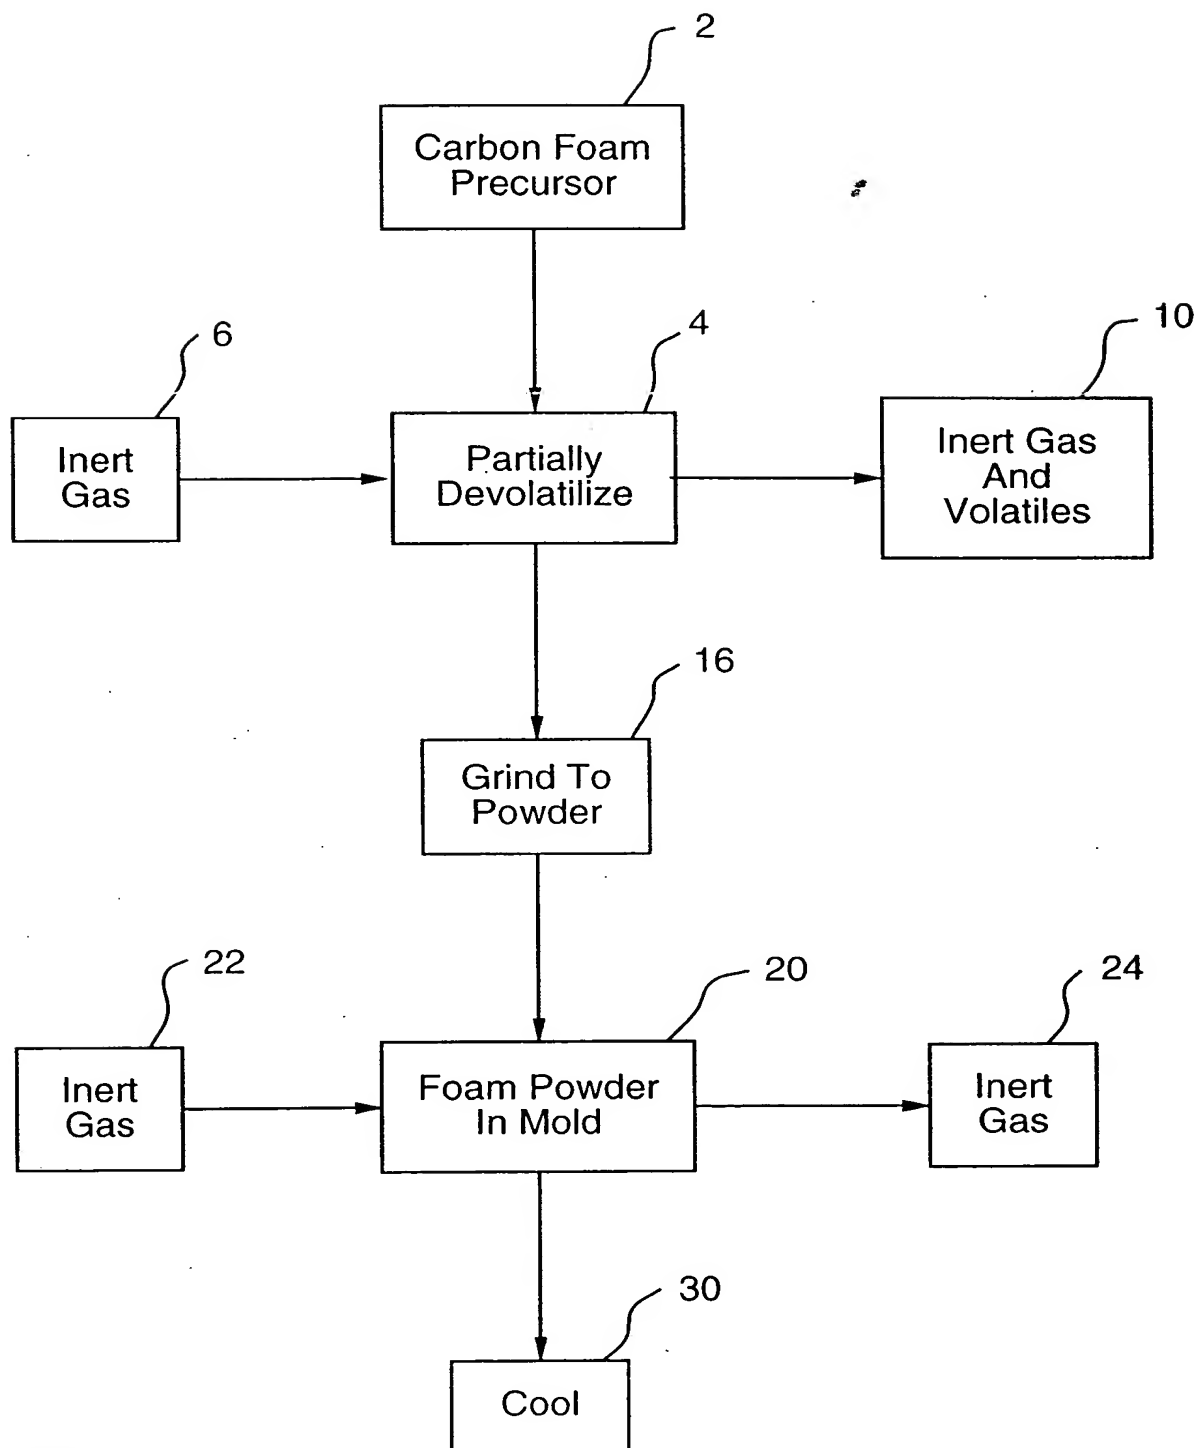 2
Carbon Foam
Precursor
6
4
10
Inert
Gas
Partially
Devolatilize
Inert Gas
And
Volatiles
16
Grind To
Powder
22
20
24
Inert
Gas
Foam Powder
In Mold
Inert
Gas
30
Cool